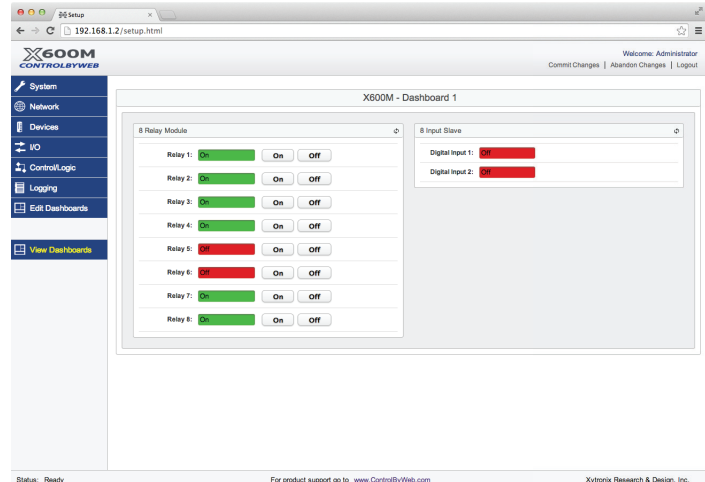 Setup
192.168.1.2/setup.html
X600M
CONTROLBYWEB
Welcome: Administrator
Commit Changes | Abandon Changes | Logout
System
Network
Devices
I/O
Control/Logic
Logging
Edit Dashboards
View Dashboards
X600M - Dashboard 1
8 Relay Module
Relay 1: On On Off
Relay 2: On On Off
Relay 3: On On Off
Relay 4: On On Off
Relay 5: Off On Off
Relay 6: Off On Off
Relay 7: On On Off
Relay 8: On On Off
8 Input Slave
Digital Input 1: Off
Digital Input 2: Off
Status: Ready
For product support go to www.ControlByWeb.com
Xytronix Research & Design, Inc.